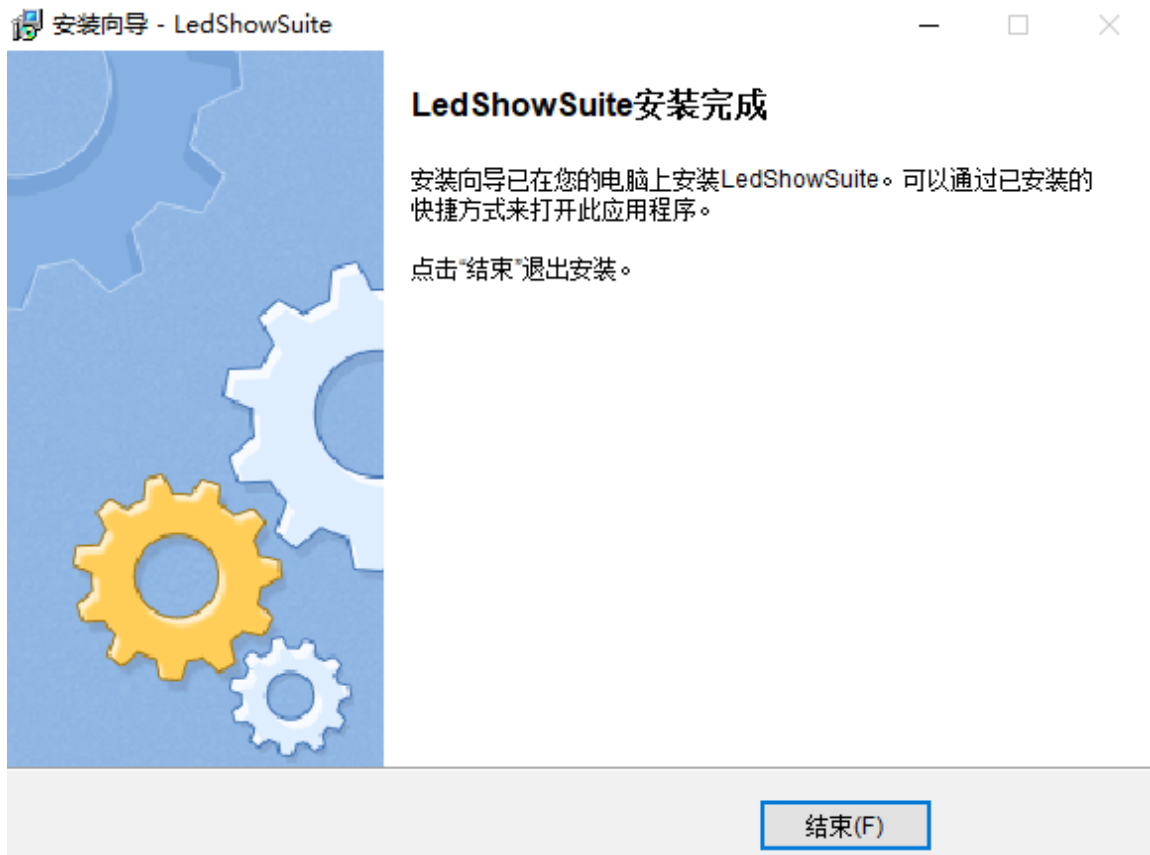 安装向导 - LedShowSuite
LedShowSuite安装完成
安装向导已在您的电脑上安装LedShowSuite。可以通过已安装的
快捷方式来打开此应用程序。
点击“结束”退出安装。
结束(F)